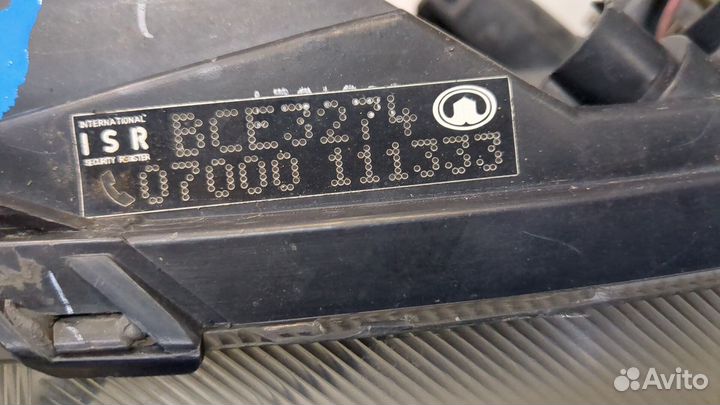 INTERNATIONAL
ISR
SECURITY REGISTER
BCE3274
07000 111333
Avito